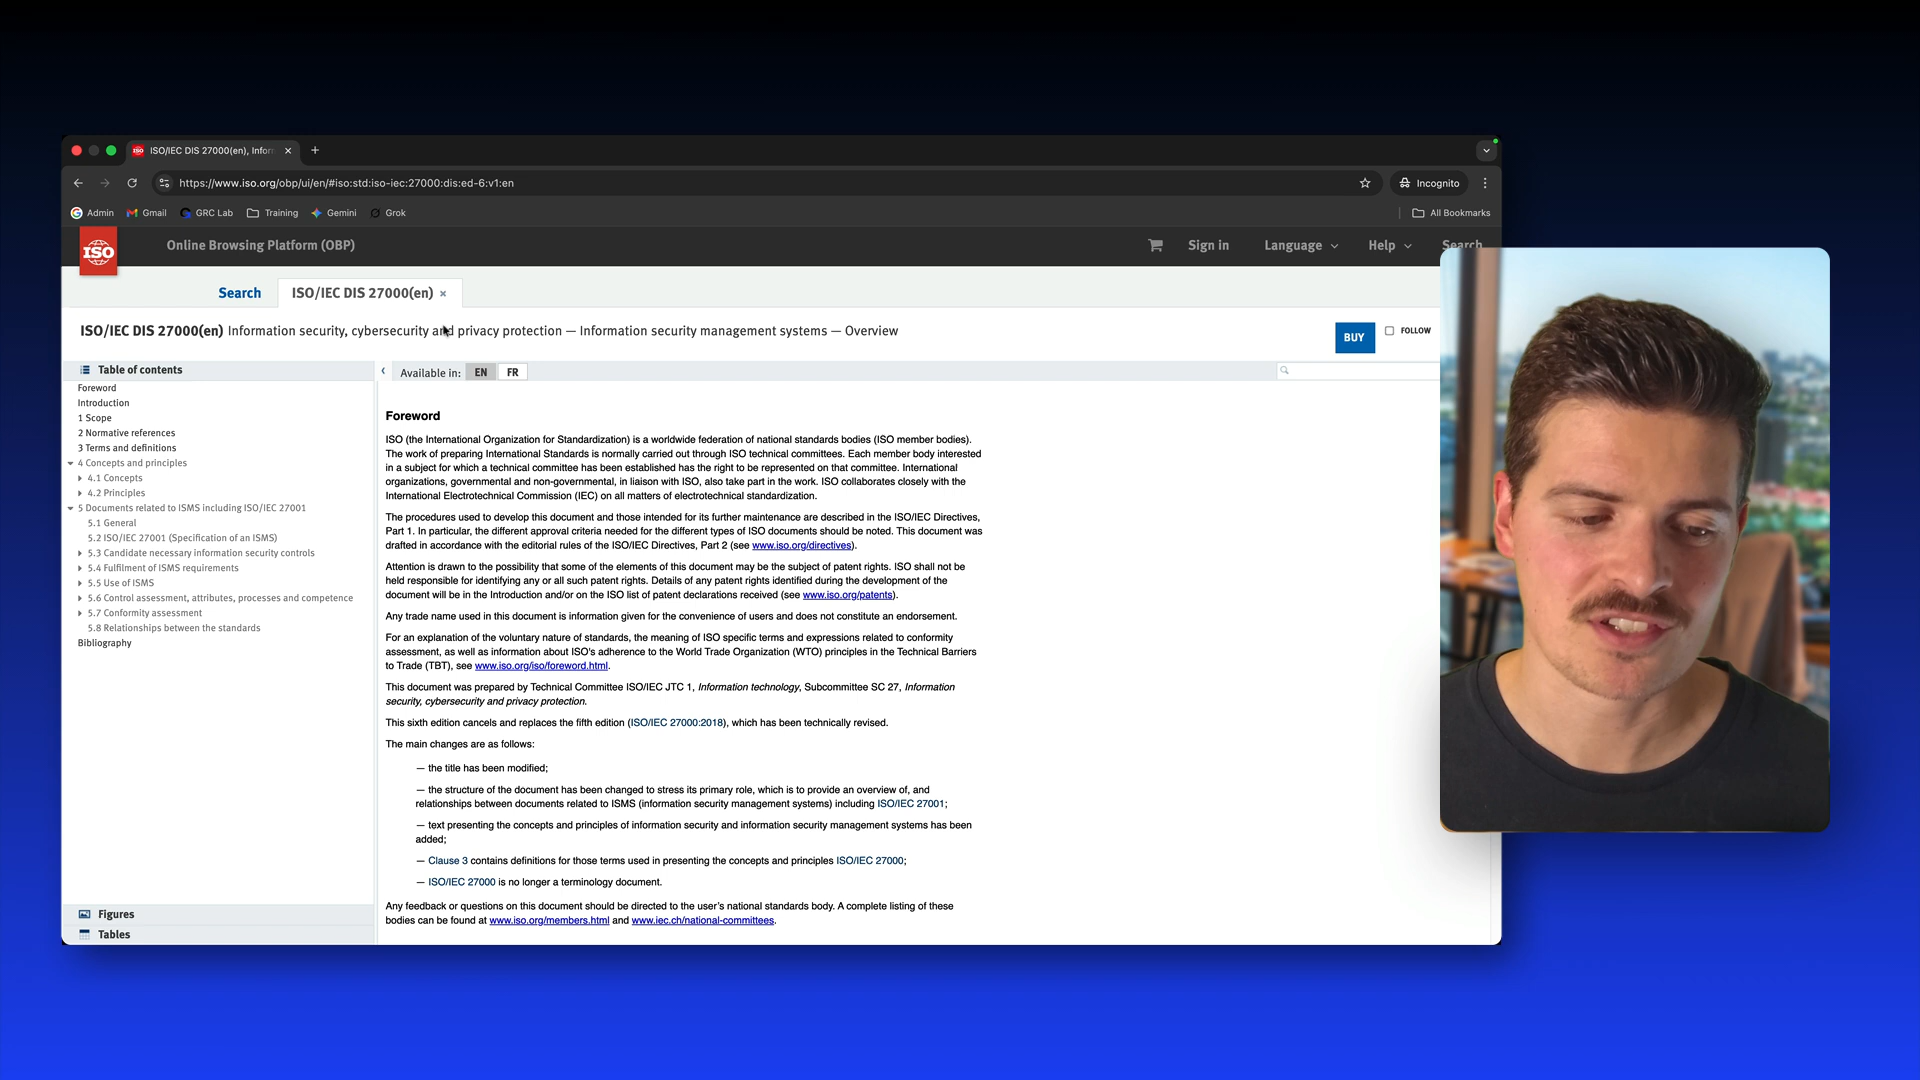 ISO/IEC DIS 27000(en), Infor
https://www.iso.org/obp/ui/en/#iso:std:iso-iec:27000:dis:ed-6:v1:en
Incognito
Admin
Gmail
GRC Lab
Training
Gemini
Grok
All Bookmarks
ISO
Online Browsing Platform (OBP)
Sign in
Language
Help
Search
Search
ISO/IEC DIS 27000(en)
ISO/IEC DIS 27000(en) Information security, cybersecurity and privacy protection — Information security management systems — Overview
BUY
FOLLOW
Table of contents
Foreword
Introduction
1 Scope
2 Normative references
3 Terms and definitions
4 Concepts and principles
4.1 Concepts
4.2 Principles
5 Documents related to ISMS including ISO/IEC 27001
5.1 General
5.2 ISO/IEC 27001 (Specification of an ISMS)
5.3 Candidate necessary information security controls
5.4 Fulfilment of ISMS requirements
5.5 Use of ISMS
5.6 Control assessment, attributes, processes and competence
5.7 Conformity assessment
5.8 Relationships between the standards
Bibliography
Figures
Tables
Available in: EN FR
Foreword
ISO (the International Organization for Standardization) is a worldwide federation of national standards bodies (ISO member bodies).
The work of preparing International Standards is normally carried out through ISO technical committees. Each member body interested
in a subject for which a technical committee has been established has the right to be represented on that committee. International
organizations, governmental and non-governmental, in liaison with ISO, also take part in the work. ISO collaborates closely with the
International Electrotechnical Commission (IEC) on all matters of electrotechnical standardization.
The procedures used to develop this document and those intended for its further maintenance are described in the ISO/IEC Directives,
Part 1. In particular, the different approval criteria needed for the different types of ISO documents should be noted. This document was
drafted in accordance with the editorial rules of the ISO/IEC Directives, Part 2 (see www.iso.org/directives).
Attention is drawn to the possibility that some of the elements of this document may be the subject of patent rights. ISO shall not be
held responsible for identifying any or all such patent rights. Details of any patent rights identified during the development of the
document will be in the Introduction and/or on the ISO list of patent declarations received (see www.iso.org/patents).
Any trade name used in this document is information given for the convenience of users and does not constitute an endorsement.
For an explanation of the voluntary nature of standards, the meaning of ISO specific terms and expressions related to conformity
assessment, as well as information about ISO's adherence to the World Trade Organization (WTO) principles in the Technical Barriers
to Trade (TBT), see www.iso.org/iso/foreword.html.
This document was prepared by Technical Committee ISO/IEC JTC 1, Information technology, Subcommittee SC 27, Information
security, cybersecurity and privacy protection.
This sixth edition cancels and replaces the fifth edition (ISO/IEC 27000:2018), which has been technically revised.
The main changes are as follows:
— the title has been modified;
— the structure of the document has been changed to stress its primary role, which is to provide an overview of, and
relationships between documents related to ISMS (information security management systems) including ISO/IEC 27001;
— text presenting the concepts and principles of information security and information security management systems has been
added;
— Clause 3 contains definitions for those terms used in presenting the concepts and principles ISO/IEC 27000;
— ISO/IEC 27000 is no longer a terminology document.
Any feedback or questions on this document should be directed to the user's national standards body. A complete listing of these
bodies can be found at www.iso.org/members.html and www.iec.ch/national-committees.